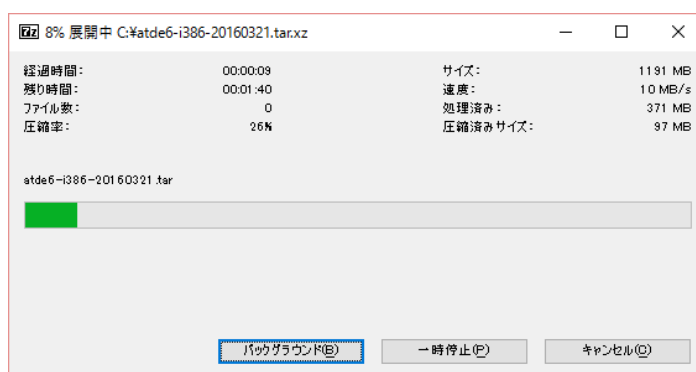 7z 8% 展開中 C:¥atde6-i386-20160321.tar.xz
経過時間: 00:00:09 サイズ: 1191 MB
残り時間: 00:01:40 速度: 10 MB/s
ファイル数: 0 処理済み: 371 MB
圧縮率: 26% 圧縮済みサイズ: 97 MB
atde6-i386-20160321.tar
バックグラウンド(B) 一時停止(P) キャンセル(C)